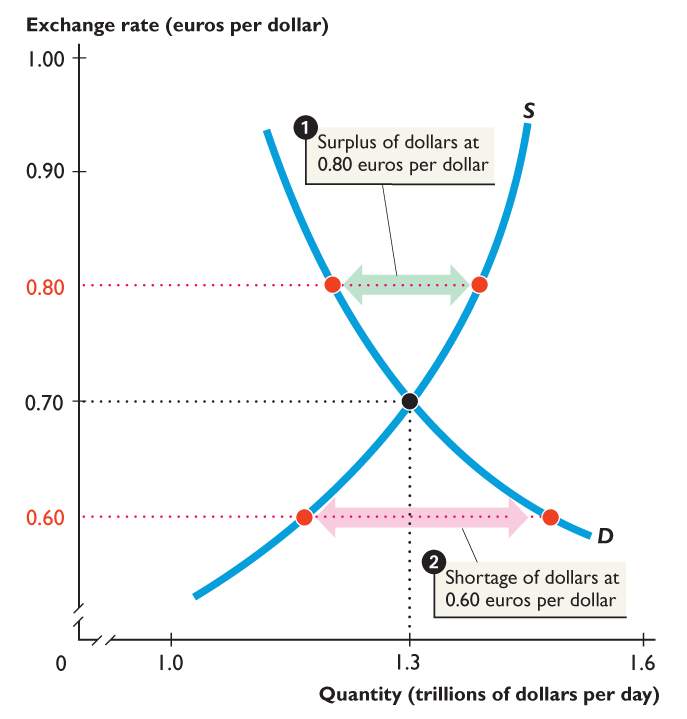 Exchange rate (euros per dollar)
1.00
S
1
Surplus of dollars at
0.80 euros per dollar
0.90
0.80
0.70
0.60
D
2
Shortage of dollars at
0.60 euros per dollar
0
1.0
1.3
1.6
Quantity (trillions of dollars per day)